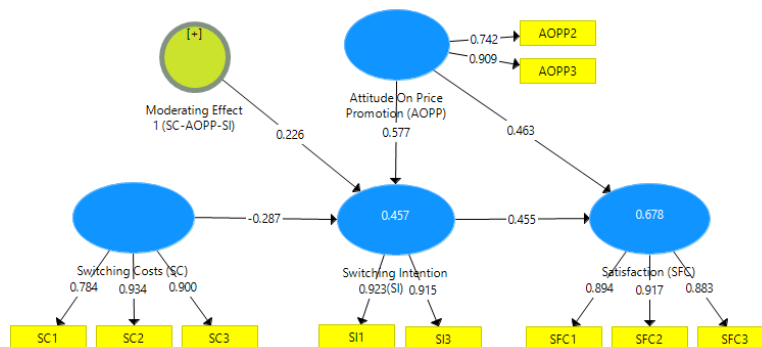 [+]
0.742
AOPP2
0.909
AOPP3
Moderating Effect
1 (SC-AOPP-SI)
Attitude On Price
Promotion (AOPP)
0.226
0.577
0.463
-0.287
0.457
0.455
0.678
Switching Costs (SC)
0.784
0.934
0.900
Switching Intention
(SI)
0.923
0.915
Satisfaction (SFC)
0.894
0.917
0.883
SC1
SC2
SC3
SI1
SI3
SFC1
SFC2
SFC3